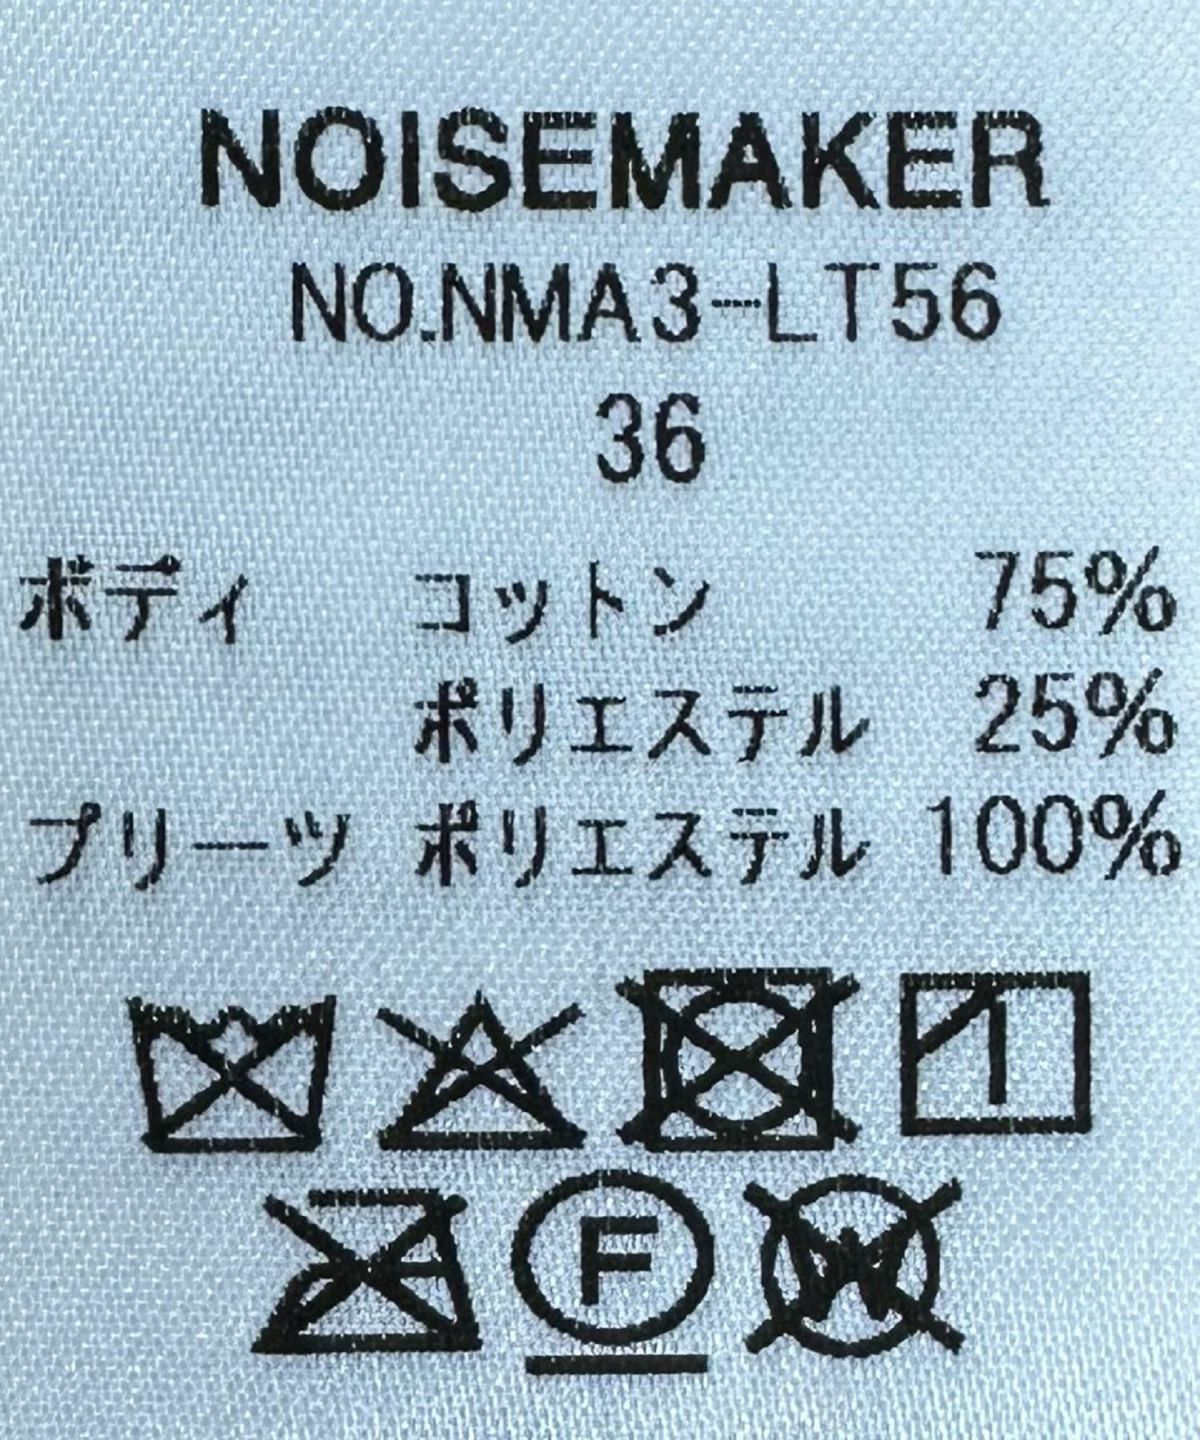 NOISEMAKER
NO.NMA3-LT56
36
ボディ コットン 75%
ポリエステル 25%
プリーツ ポリエステル 100%
F
W